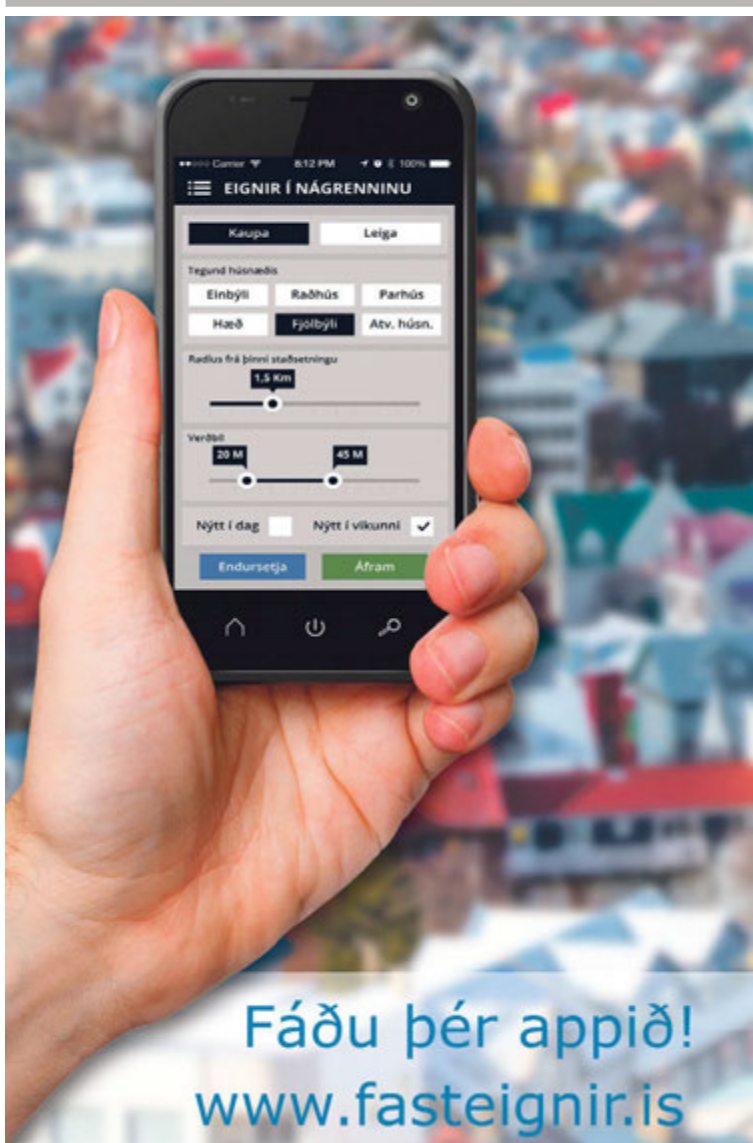 Carrier 8:12 PM 100%
EIGNIR Í NÁGRENNINU
Kaupa Leiga
Tegund húsnæðis
Einbýli Raðhús Parhús
Hæð Fjölbýli Atv. húsn.
Radius frá þinni staðsetningu
1,5 Km
Verðbil
20 M 45 M
Nýtt í dag Nýtt í vikunni
Endursetja Áfram
Fáðu þér appið!
www.fasteignir.is